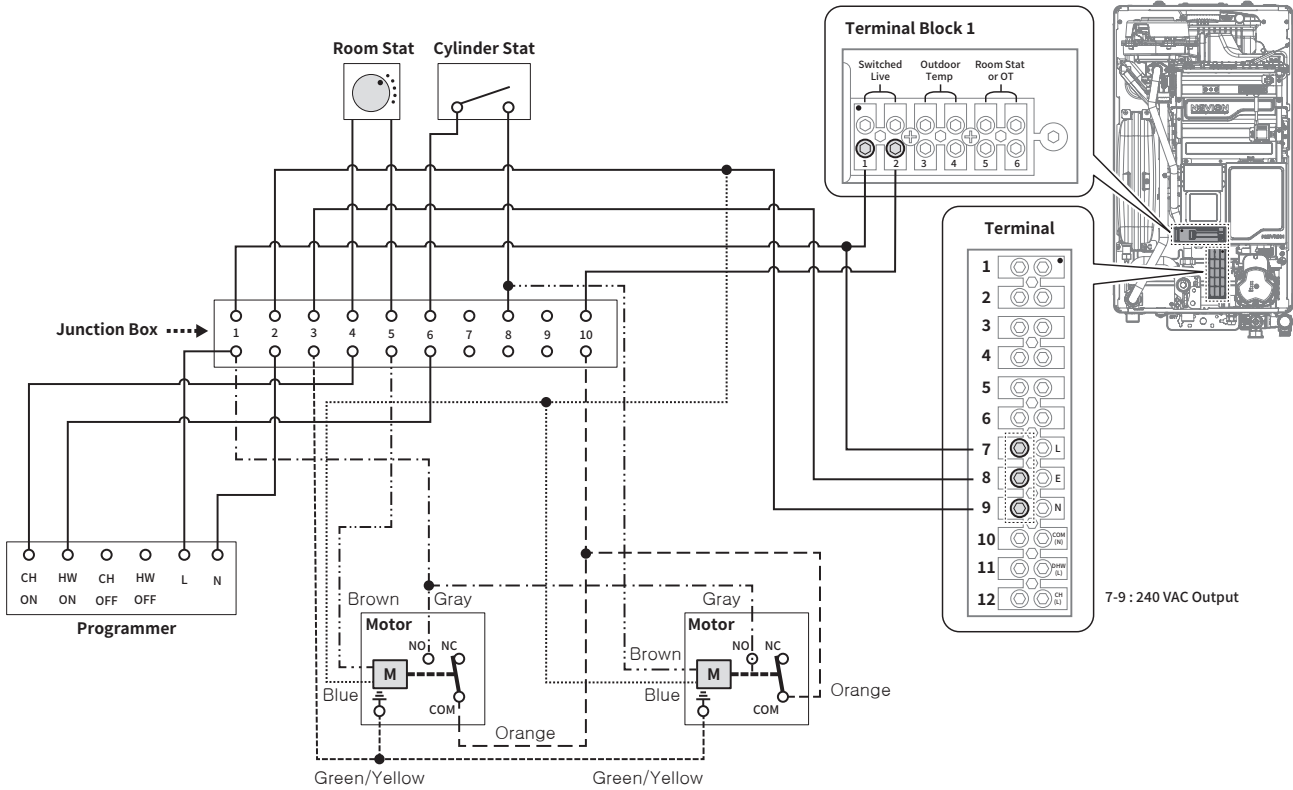 Room Stat
Cylinder Stat
Terminal Block 1
Switched
Live
Outdoor
Temp
Room Stat
or OT
1
2
3
4
5
6
NAVIEN
NAVIEN
Junction Box
1
2
3
4
5
6
7
8
9
10
Terminal
1
2
3
4
5
6
7
L
8
E
9
N
10
COM
(N)
11
DHW
(L)
12
CH
(L)
7-9 : 240 VAC Output
CH
ON
HW
ON
CH
OFF
HW
OFF
L
N
Programmer
Brown
Gray
Motor
NO
NC
M
Blue
COM
Orange
Green/Yellow
Gray
Motor
NO
NC
Brown
M
Blue
COM
Orange
Green/Yellow